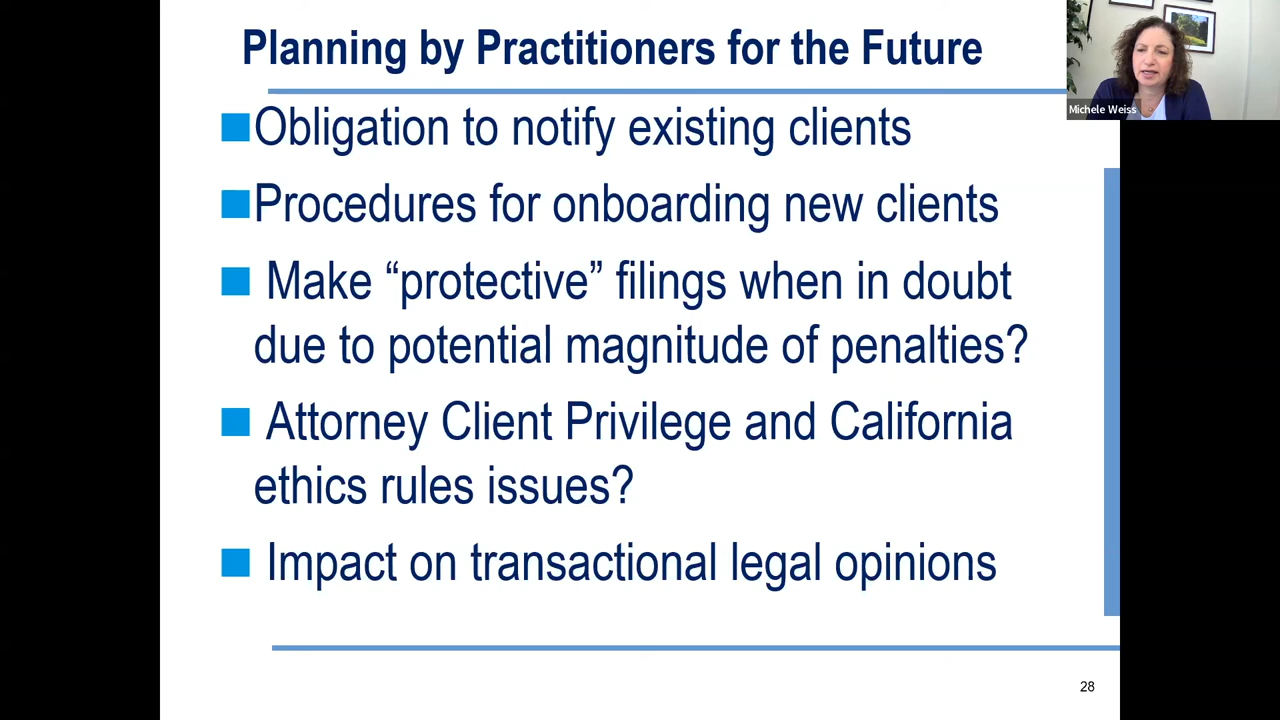 Planning by Practitioners for the Future
Michele Weiss
Obligation to notify existing clients
Procedures for onboarding new clients
Make “protective” filings when in doubt
due to potential magnitude of penalties?
Attorney Client Privilege and California
ethics rules issues?
Impact on transactional legal opinions
28